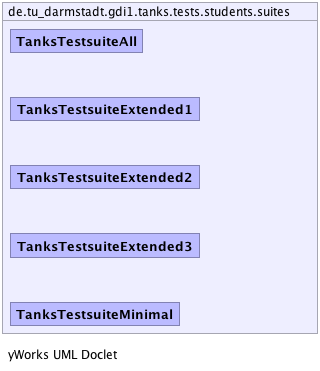 de.tu_darmstadt.gdi1.tanks.tests.students.suites
TanksTestsuiteAll
TanksTestsuiteExtended1
TanksTestsuiteExtended2
TanksTestsuiteExtended3
TanksTestsuiteMinimal
yWorks UML Doclet